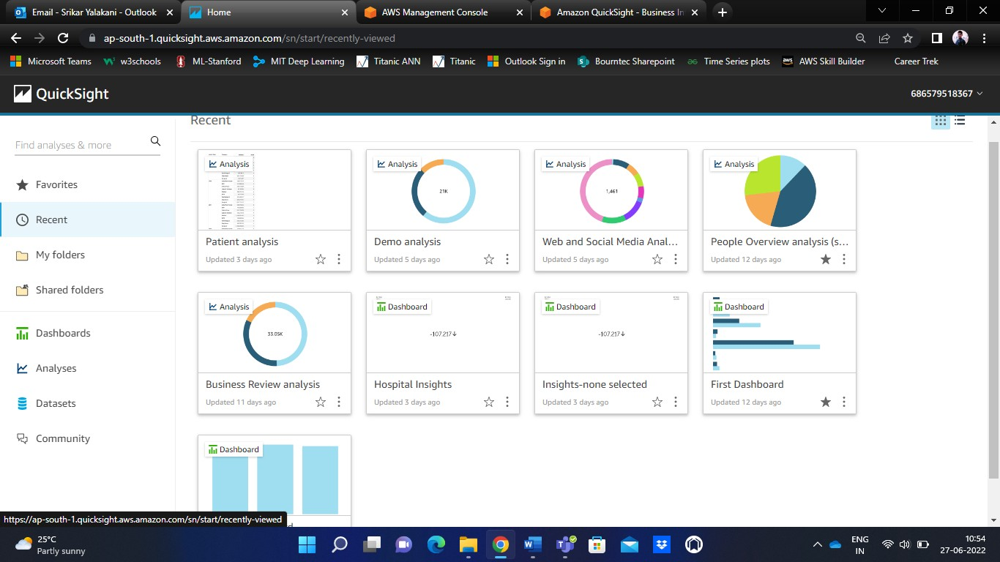 Email - Srikar Yalakani - Outlook
Home
AWS Management Console
Amazon QuickSight - Business In
ap-south-1.quicksight.aws.amazon.com/sn/start/recently-viewed
Microsoft Teams
w3schools
ML-Stanford
MIT Deep Learning
Titanic ANN
Titanic
Outlook Sign in
Bourntec Sharepoint
Time Series plots
aws
AWS Skill Builder
Career Trek
QuickSight
686579518367
Find analyses & more
Favorites
Recent
My folders
Shared folders
Dashboards
Analyses
Datasets
Community
Recent
Analysis
Patient analysis
Updated 3 days ago
Analysis
21K
Demo analysis
Updated 5 days ago
Analysis
1,461
Web and Social Media Anal...
Updated 5 days ago
Analysis
People Overview analysis (s...
Updated 12 days ago
Analysis
33.05K
Business Review analysis
Updated 11 days ago
Dashboard
-107.217↓
Hospital Insights
Updated 3 days ago
Dashboard
-107.217↓
Insights-none selected
Updated 3 days ago
Dashboard
First Dashboard
Updated 12 days ago
Dashboard
https://ap-south-1.quicksight.aws.amazon.com/sn/start/recently-viewed
25°C
Partly sunny
ENG
IN
10:54
27-06-2022